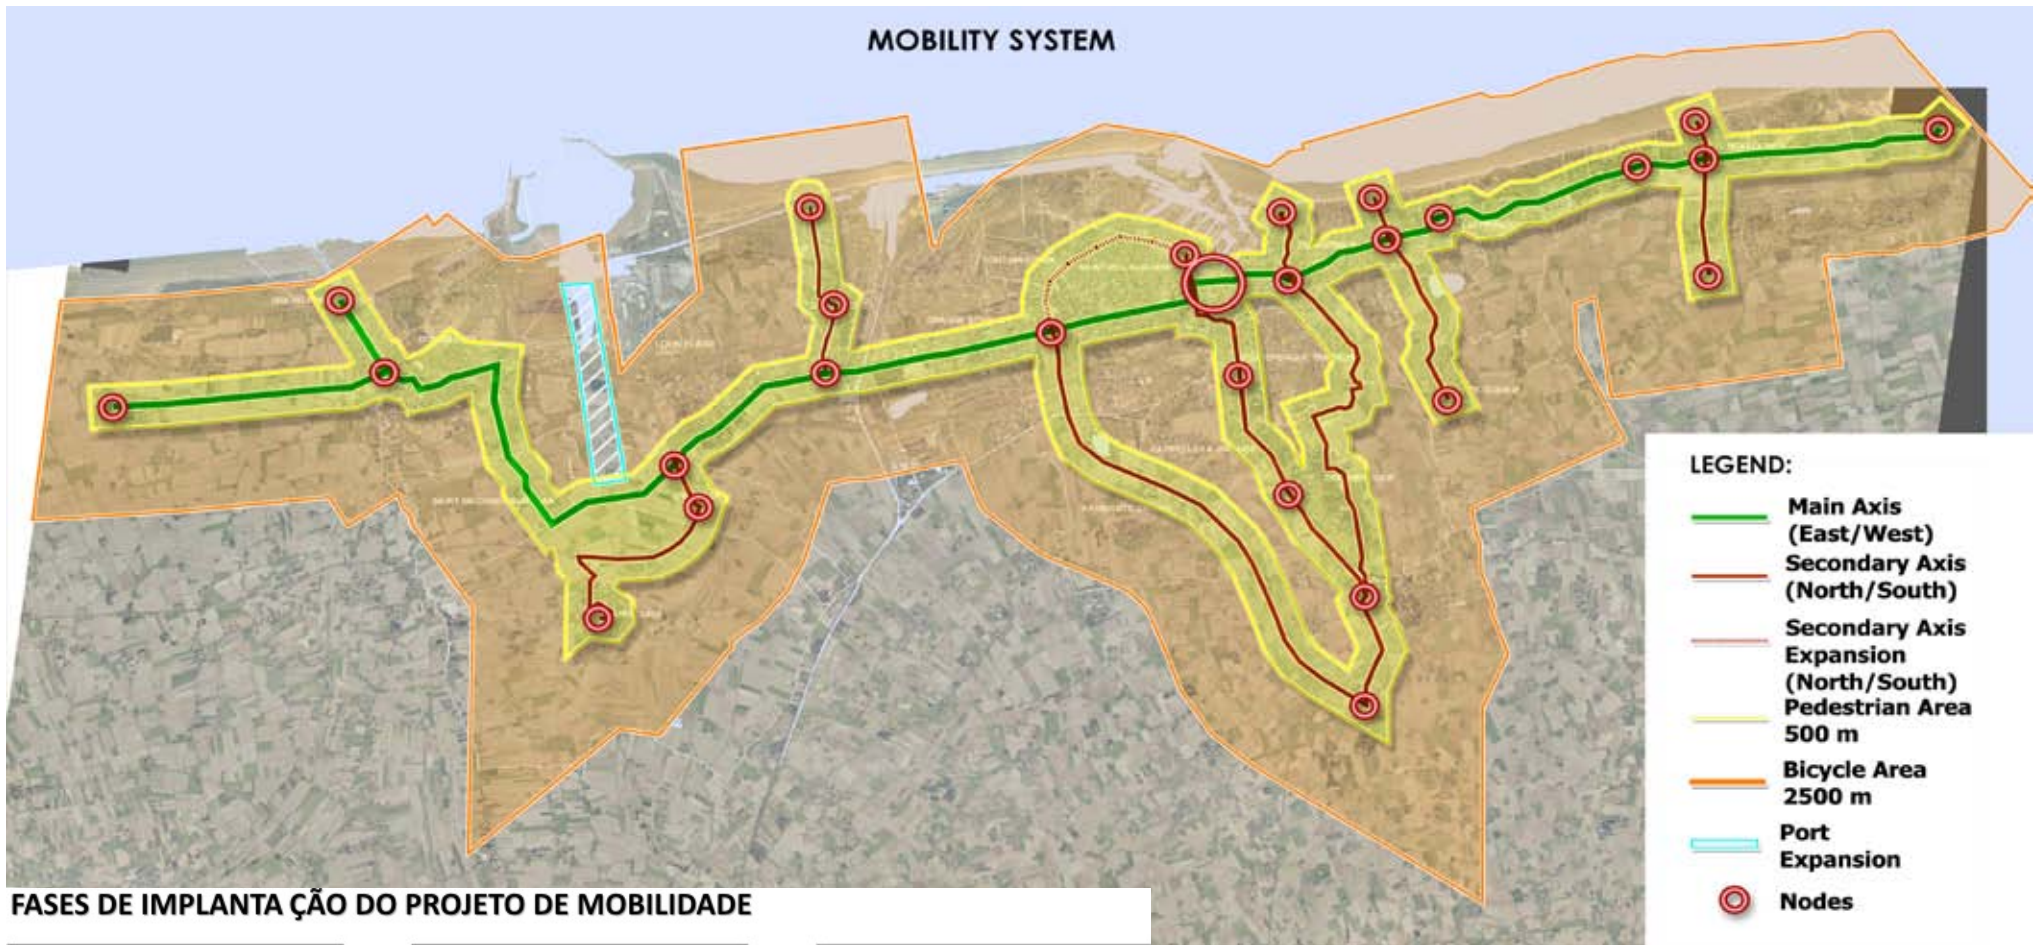 MOBILITY SYSTEM
LEGEND:
Main Axis
(East/West)
Secondary Axis
(North/South)
Secondary Axis
Expansion
(North/South)
Pedestrian Area
500 m
Bicycle Area
2500 m
Port
Expansion
Nodes
FASES DE IMPLANTA ÇÃO DO PROJETO DE MOBILIDADE